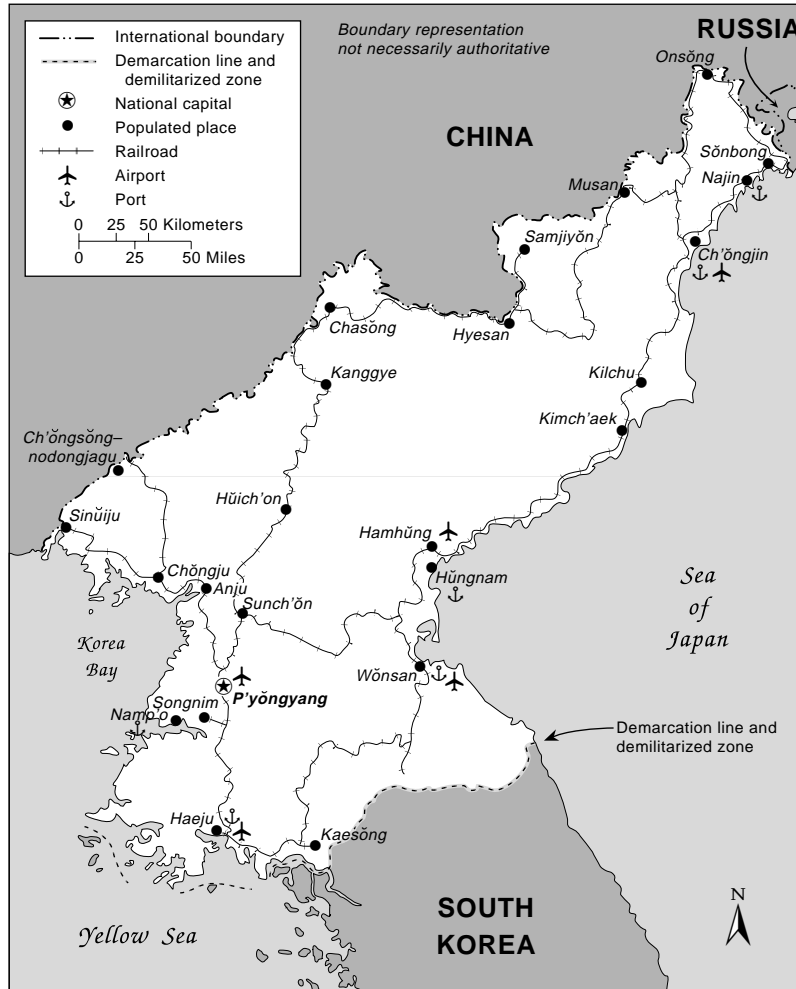 International boundary
Demarcation line and
demilitarized zone
National capital
Populated place
Railroad
Airport
Port
0 25 50 Kilometers
0 25 50 Miles
Boundary representation
not necessarily authoritative
RUSSIA
Onsŏng
CHINA
Sŏnbong
Najin
Musan
Samjiyŏn
Ch'ŏngjin
Chasŏng
Hyesan
Kanggye
Kilchu
Kimch'aek
Ch'ŏngsŏng–
nodongjagu
Hŭich'on
Sinŭiju
Hamhŭng
Chŏngju
Anju
Hŭngnam
Sunch'ŏn
Sea
of
Japan
Korea
Bay
Wŏnsan
P'yŏngyang
Songnim
Namp'o
Demarcation line and
demilitarized zone
Haeju
Kaesŏng
SOUTH
KOREA
Yellow Sea
N